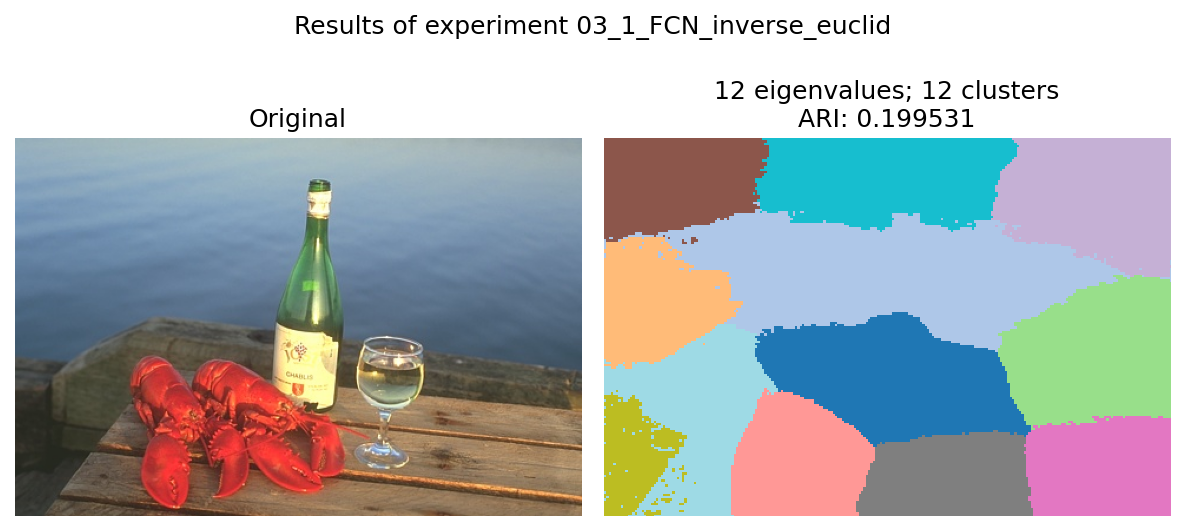 Results of experiment 03_1_FCN_inverse_euclid
Original
12 eigenvalues; 12 clusters
ARI: 0.199531
CHABLIS